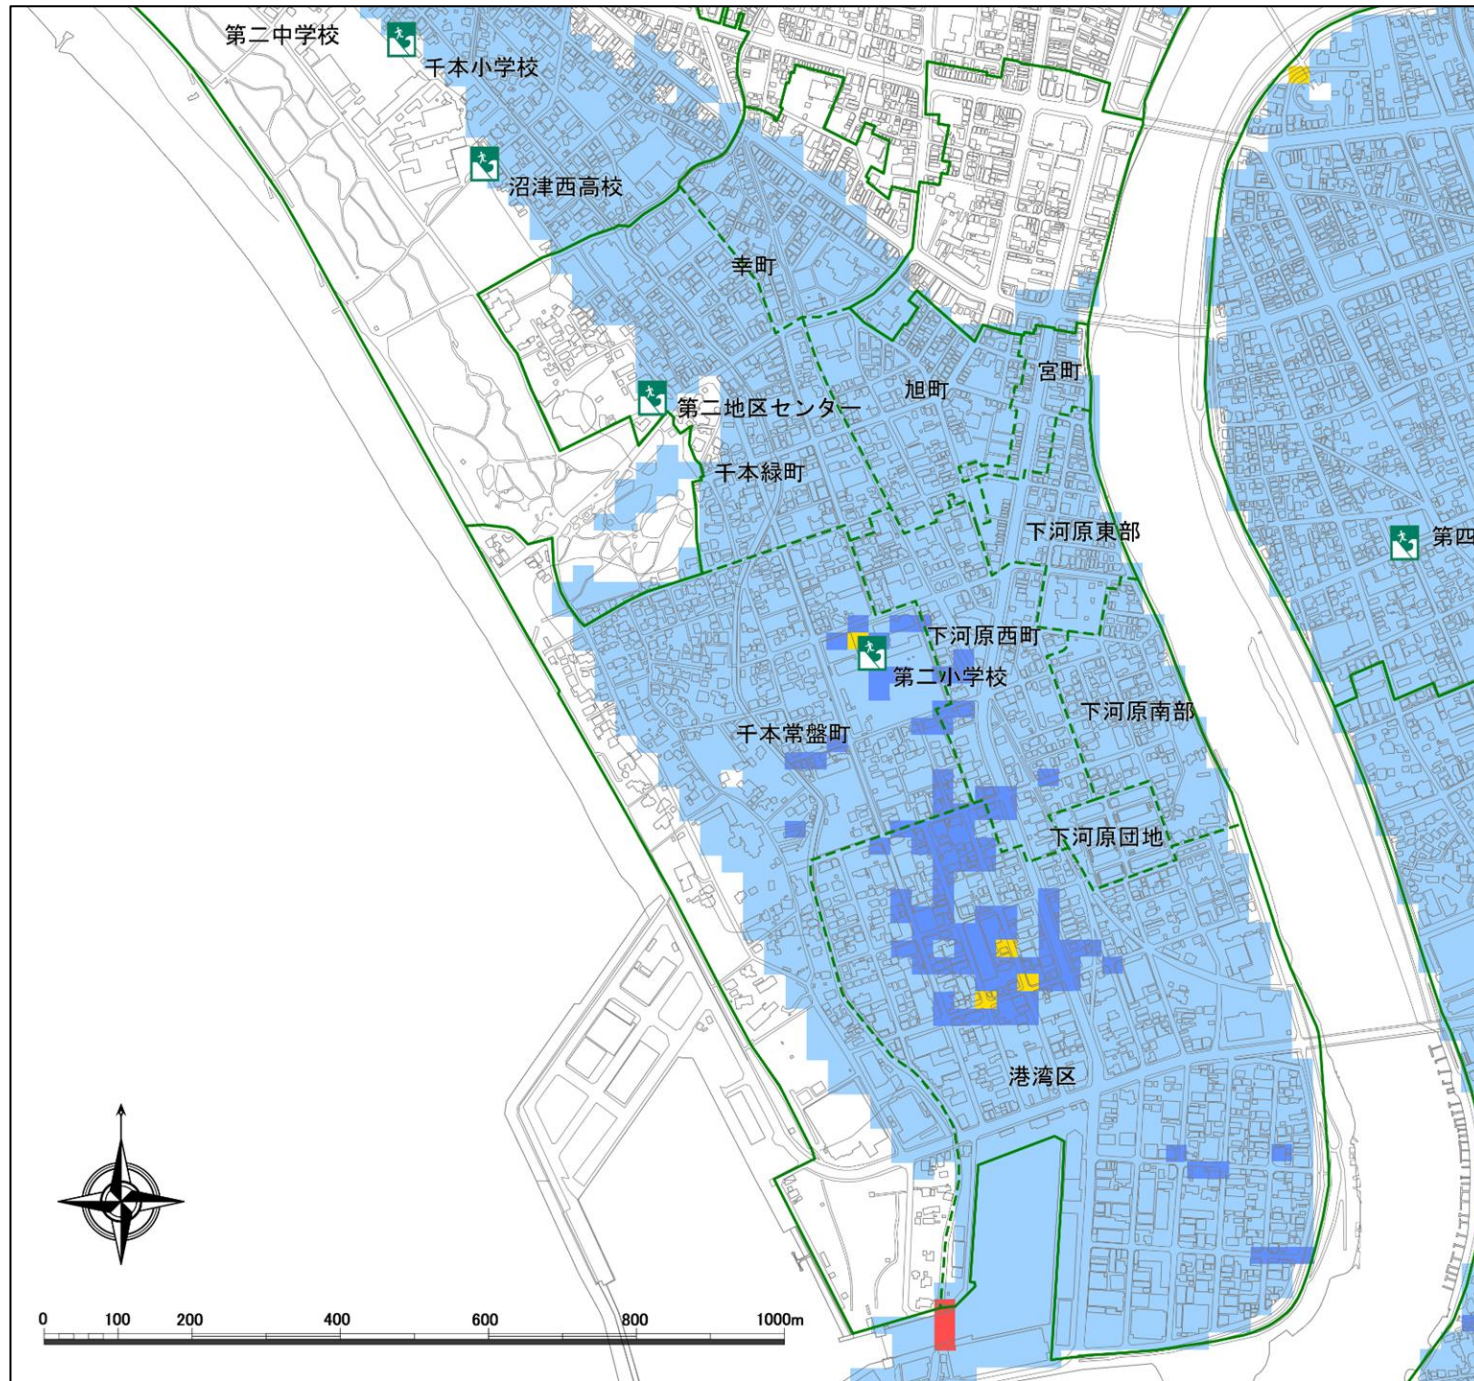 第二中学校
千本小学校
沼津西高校
幸町
宮町
旭町
第二地区センター
千本緑町
下河原東部
第四
下河原西町
第二小学校
下河原南部
千本常盤町
下河原団地
港湾区
0 100 200 400 600 800 1000m